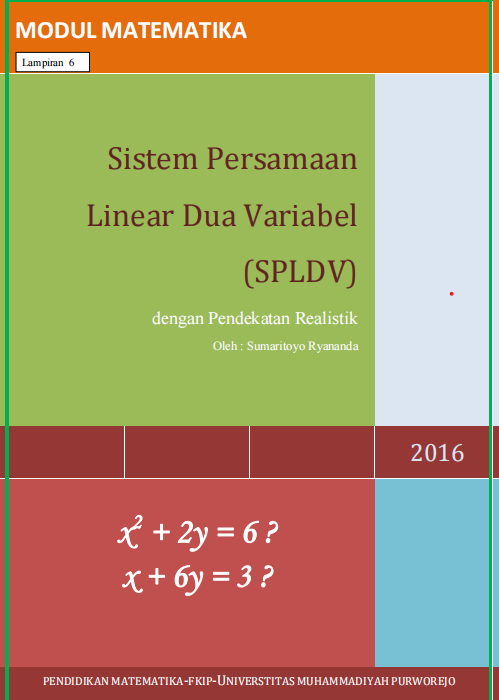 MODUL MATEMATIKA
Lampiran 6
Sistem Persamaan
Linear Dua Variabel
(SPLDV)
dengan Pendekatan Realistik
Oleh : Sumaritoyo Ryananda
2016
x² + 2y = 6 ?
x + 6y = 3 ?
PENDIDIKAN MATEMATIKA-FKIP-UNIVERSTITAS MUHAMMADIYAH PURWOREJO